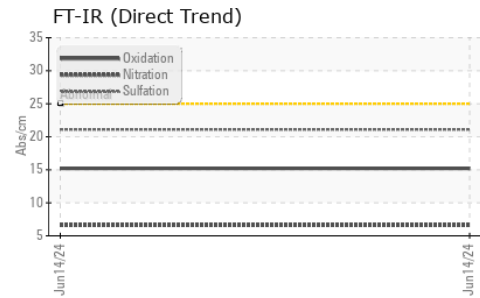 FT-IR (Direct Trend)
35
30
25
20
15
10
5
Abs/cm
Oxidation
Nitration
Sulfation
Abnormal
Jun14/24
Jun14/24